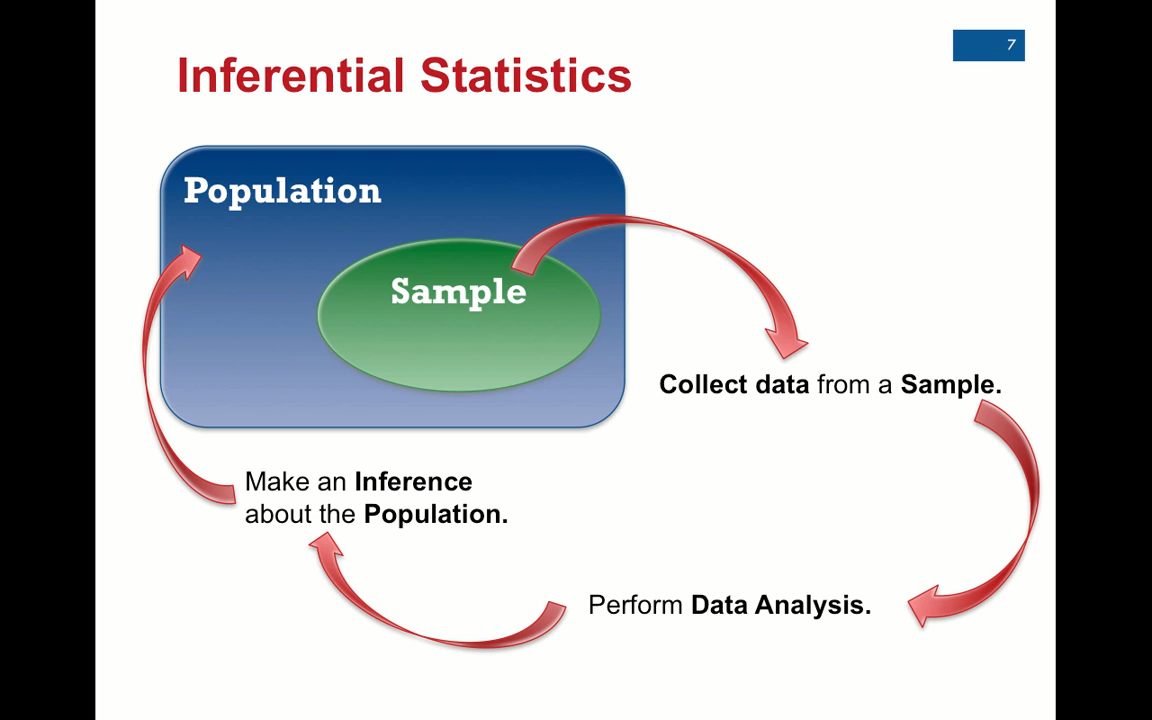 7
Inferential Statistics
Population
Sample
Collect data from a Sample.
Make an Inference
about the Population.
Perform Data Analysis.